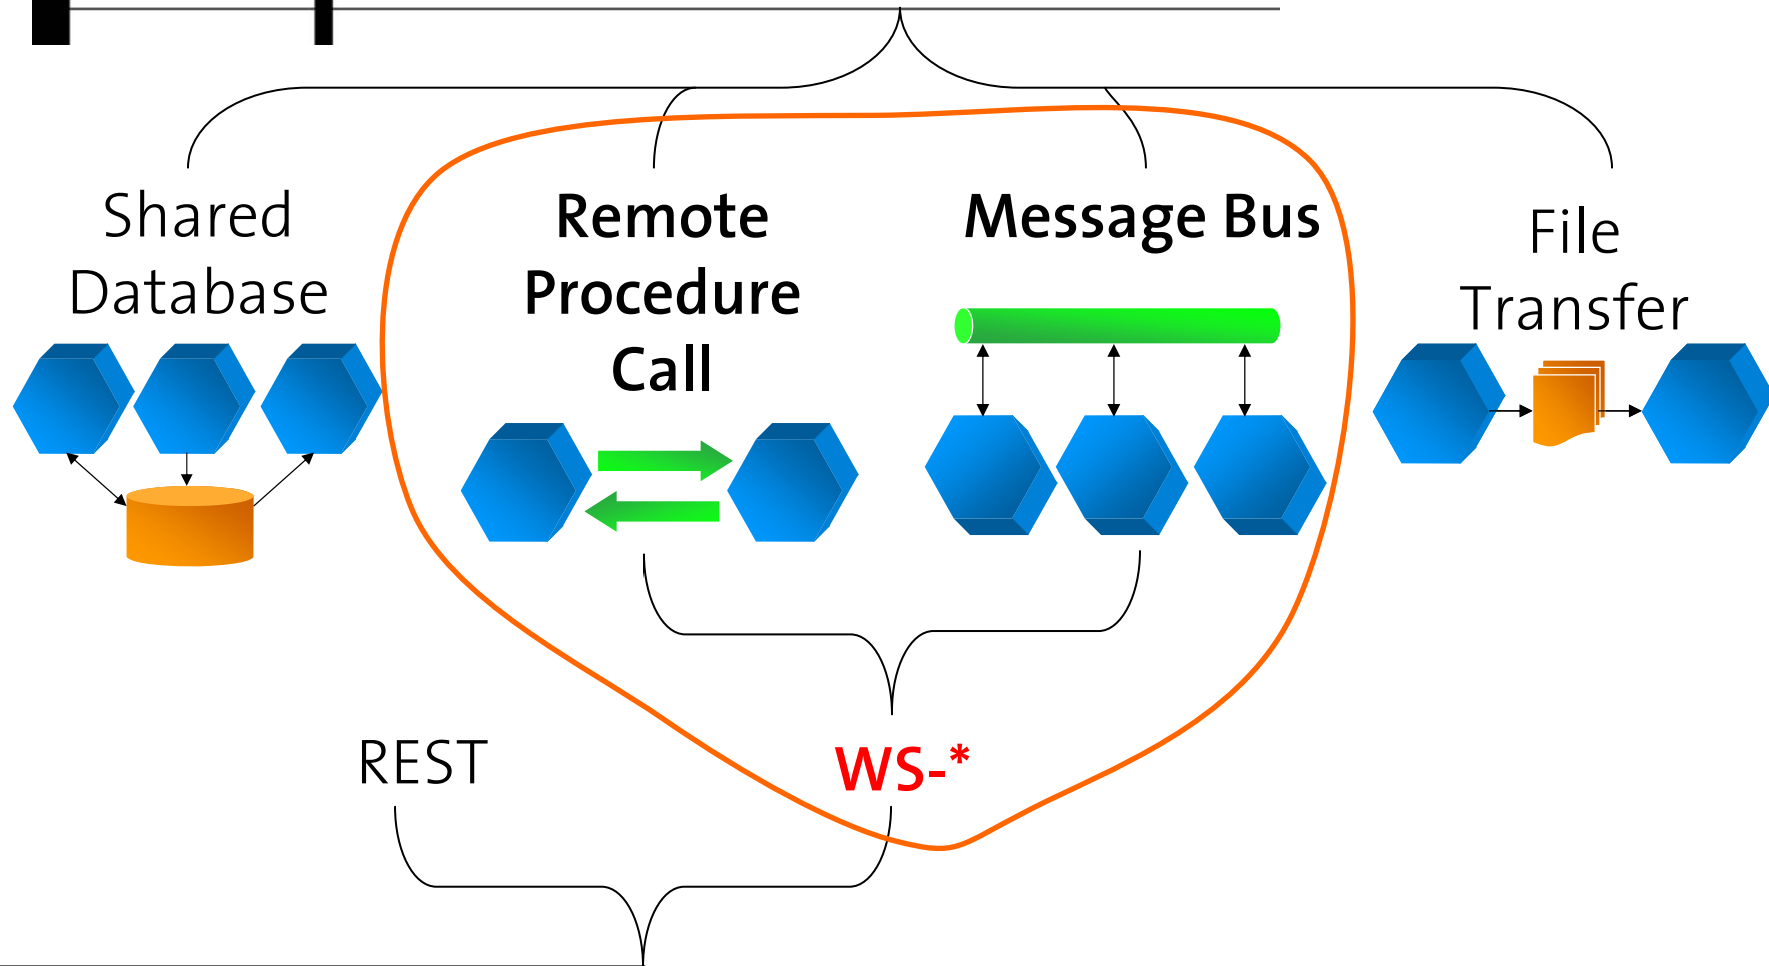 Shared
Database
Remote
Procedure
Call
Message Bus
File
Transfer
REST
WS-*